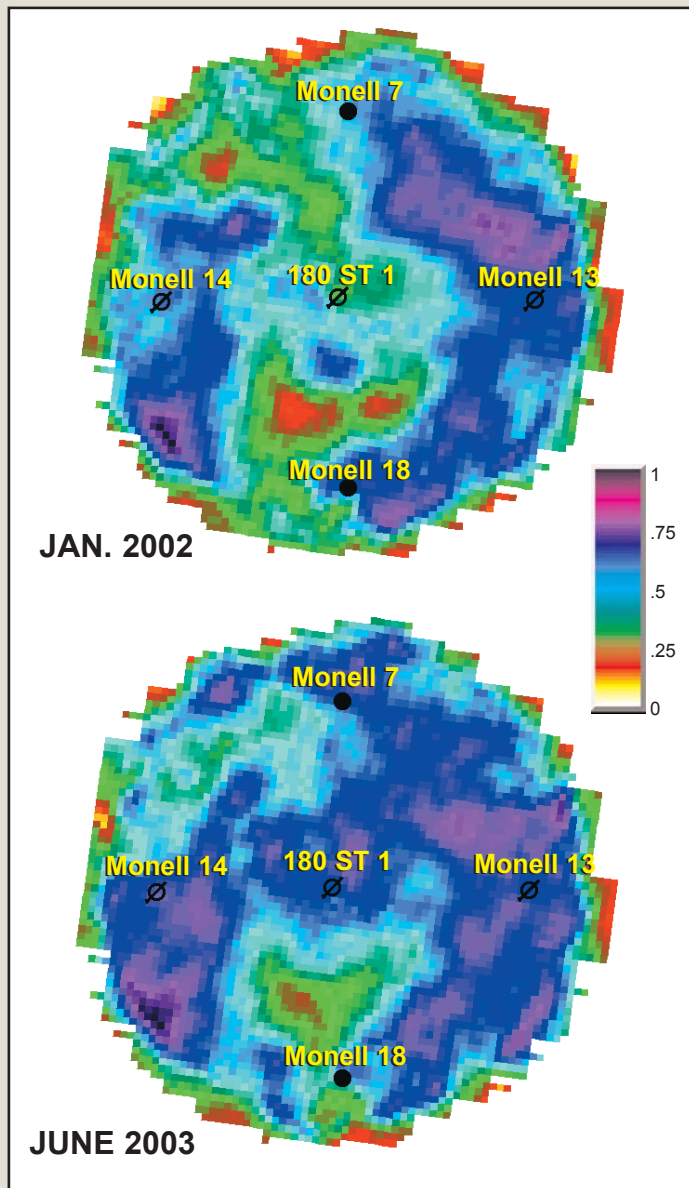 Monell 7
Monell 14
180 ST 1
Monell 13
Monell 18
JAN. 2002
1
.75
.5
.25
0
Monell 7
Monell 14
180 ST 1
Monell 13
Monell 18
JUNE 2003